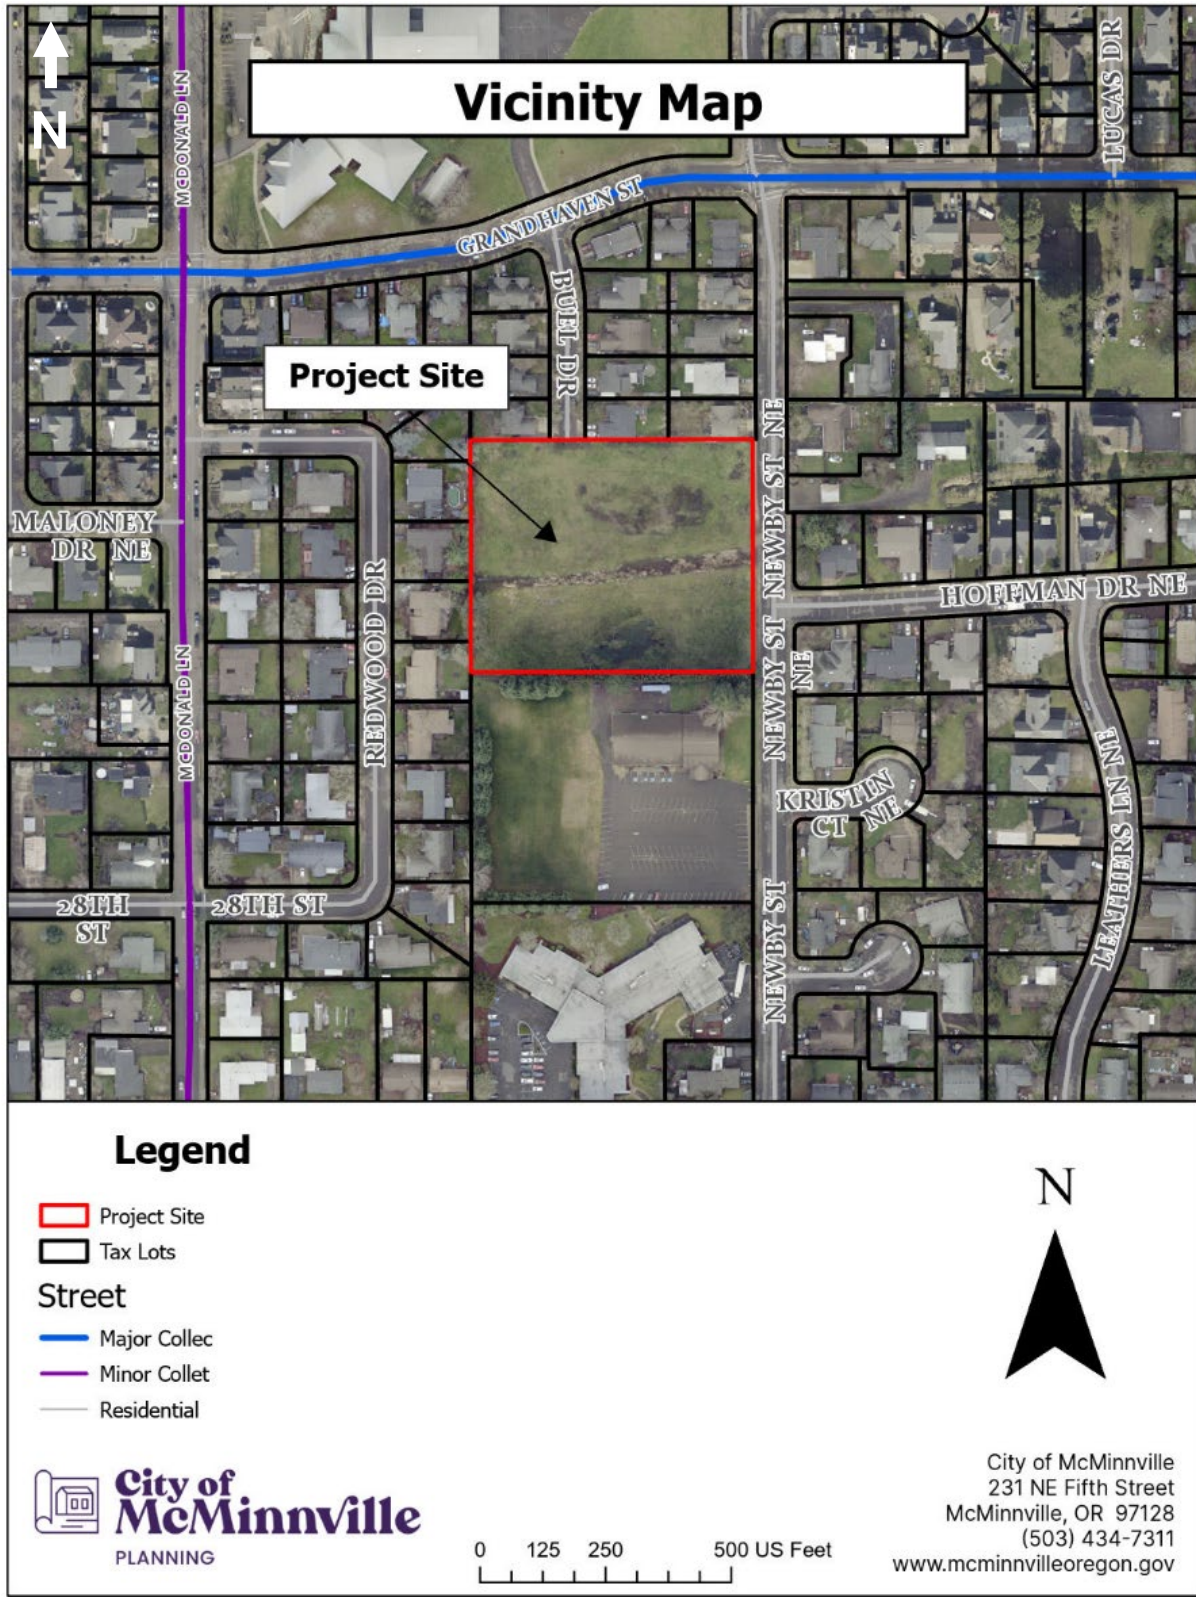 N
Vicinity Map
LUCAS DR
MCDONALD LN
GRANDHAVEN ST
BUEL DR
Project Site
NEWBY ST NE
MALONEY
DR NE
HOFFMAN DR NE
REDWOOD DR
NEWBY ST
NE
MCDONALD LN
KRISTIN
CT NE
LEATHERS LN NE
28TH
ST
28TH ST
NEWBY ST
Legend
Project Site
Tax Lots
Street
Major Collec
Minor Collet
Residential
N
City of
McMinnville
PLANNING
0 125 250 500 US Feet
City of McMinnville
231 NE Fifth Street
McMinnville, OR 97128
(503) 434-7311
www.mcminnvilleoregon.gov